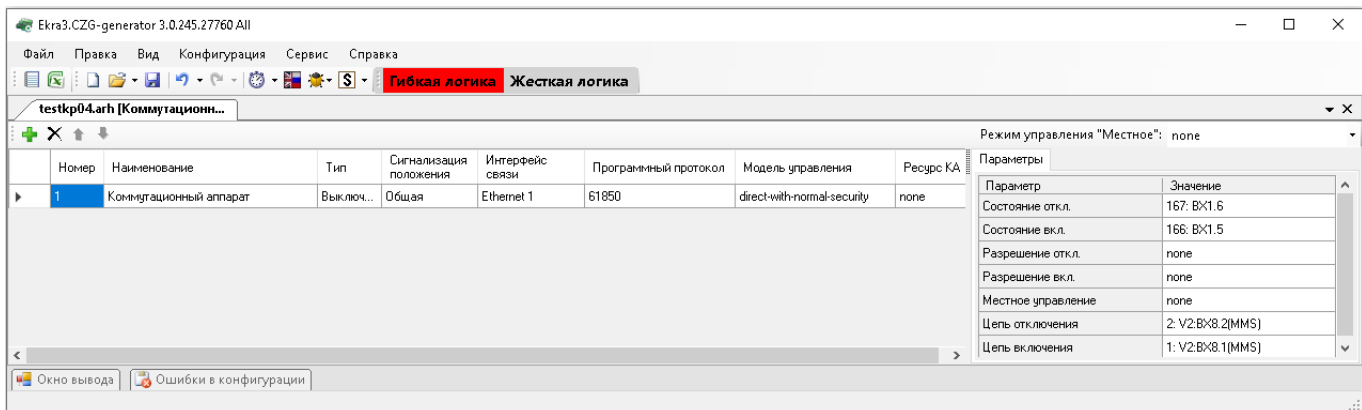 Ekra3.CZG-generator 3.0.245.27760 All
Файл Правка Вид Конфигурация Сервис Справка
Гибкая логика Жесткая логика
testkp04.arh [Коммутационн...
Режим управления "Местное": none
Номер Наименование Тип Сигнализация положения Интерфейс связи Программный протокол Модель управления Ресурс КА
1 Коммутационный аппарат Выключ... Общая Ethernet 1 61850 direct-with-normal-security none
Параметры
Параметр Значение
Состояние откл. 167: BX1.6
Состояние вкл. 166: BX1.5
Разрешение откл. none
Разрешение вкл. none
Местное управление none
Цепь отключения 2: V2:BX8.2(MMS)
Цепь включения 1: V2:BX8.1(MMS)
Окно вывода Ошибки в конфигурации